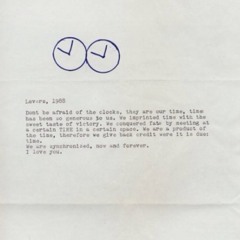 Lovers, 1988
Dont be afraid of the clocks, they are our time, time
has been so generous to us. We imprinted time with the
sweet taste of victory. We conquered fate by meeting at
a certain TIME in a certain space. We are a product of
the time, therefore we give back credit were it is due:
time.
We are synchronized, now and forever.
I love you.